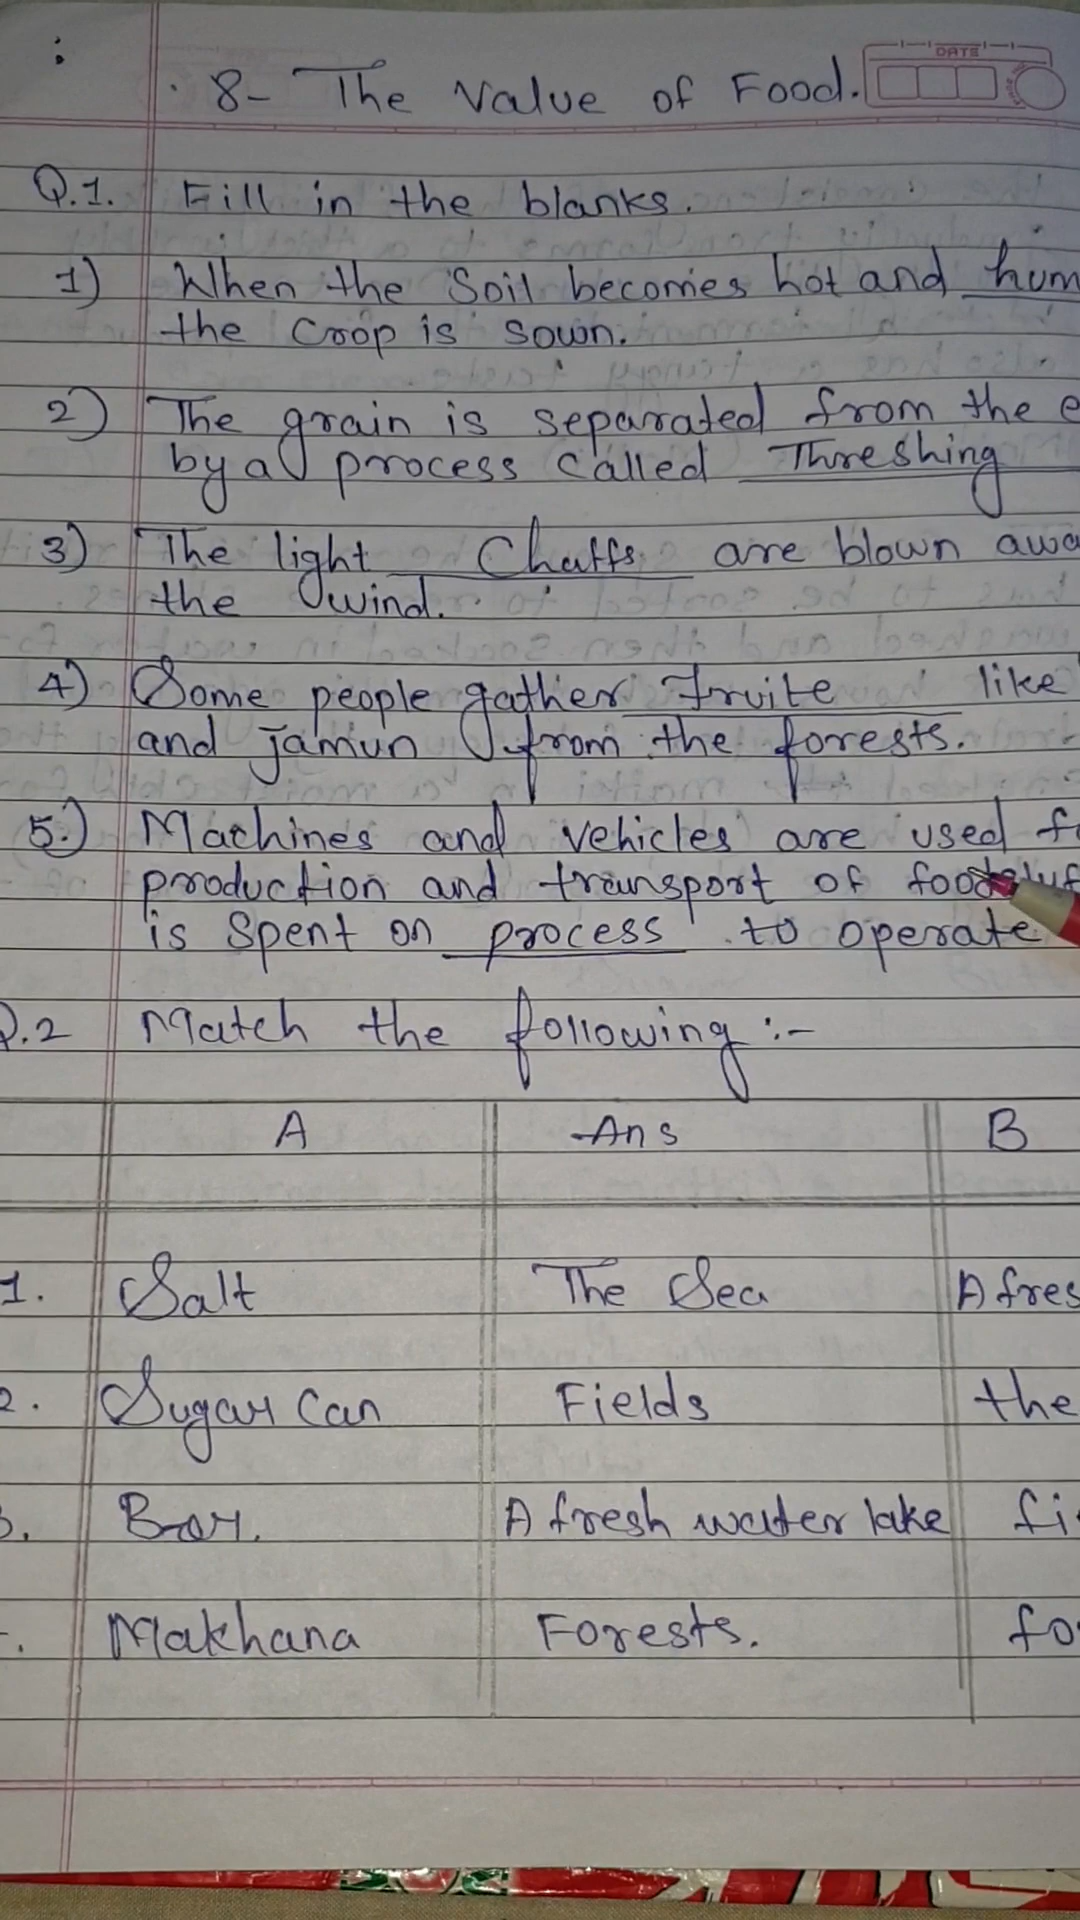 8- The Value of Food.
DATE
Q.1. Fill in the blanks.
1) When the Soil becomes hot and hum
the Crop is sown.
2) The grain is separated from the e
by a process called Threshing
3) The light Chaffs are blown awa
the wind.
4) Some people gather Fruite like
and jamun from the forests.
5.) Machines and vehicles are used fo
production and transport of
is Spent on process to operate
Q.2 Match the following :-
A Ans B
1. Salt The Sea A fres
2. Sugar Can Fields the
3. Bor. A fresh water lake fi
Makhana Forests. fo